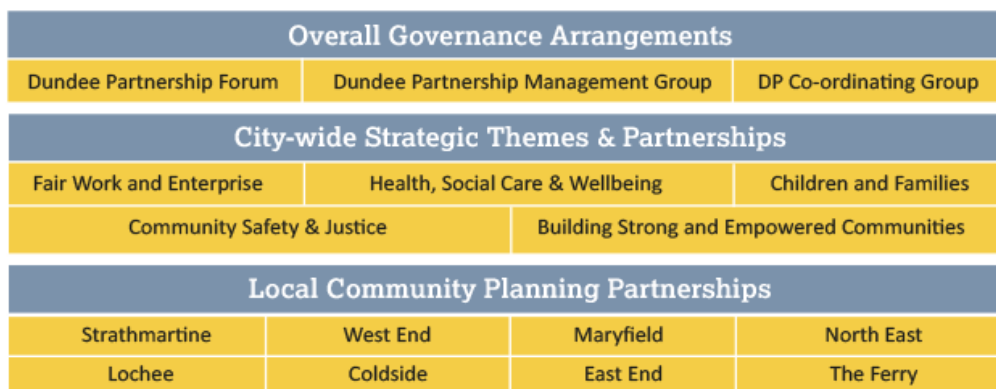 Overall Governance Arrangements
Dundee Partnership Forum Dundee Partnership Management Group DP Co-ordinating Group
City-wide Strategic Themes & Partnerships
Fair Work and Enterprise Health, Social Care & Wellbeing Children and Families
Community Safety & Justice Building Strong and Empowered Communities
Local Community Planning Partnerships
Strathmartine West End Maryfield North East
Lochee Coldside East End The Ferry